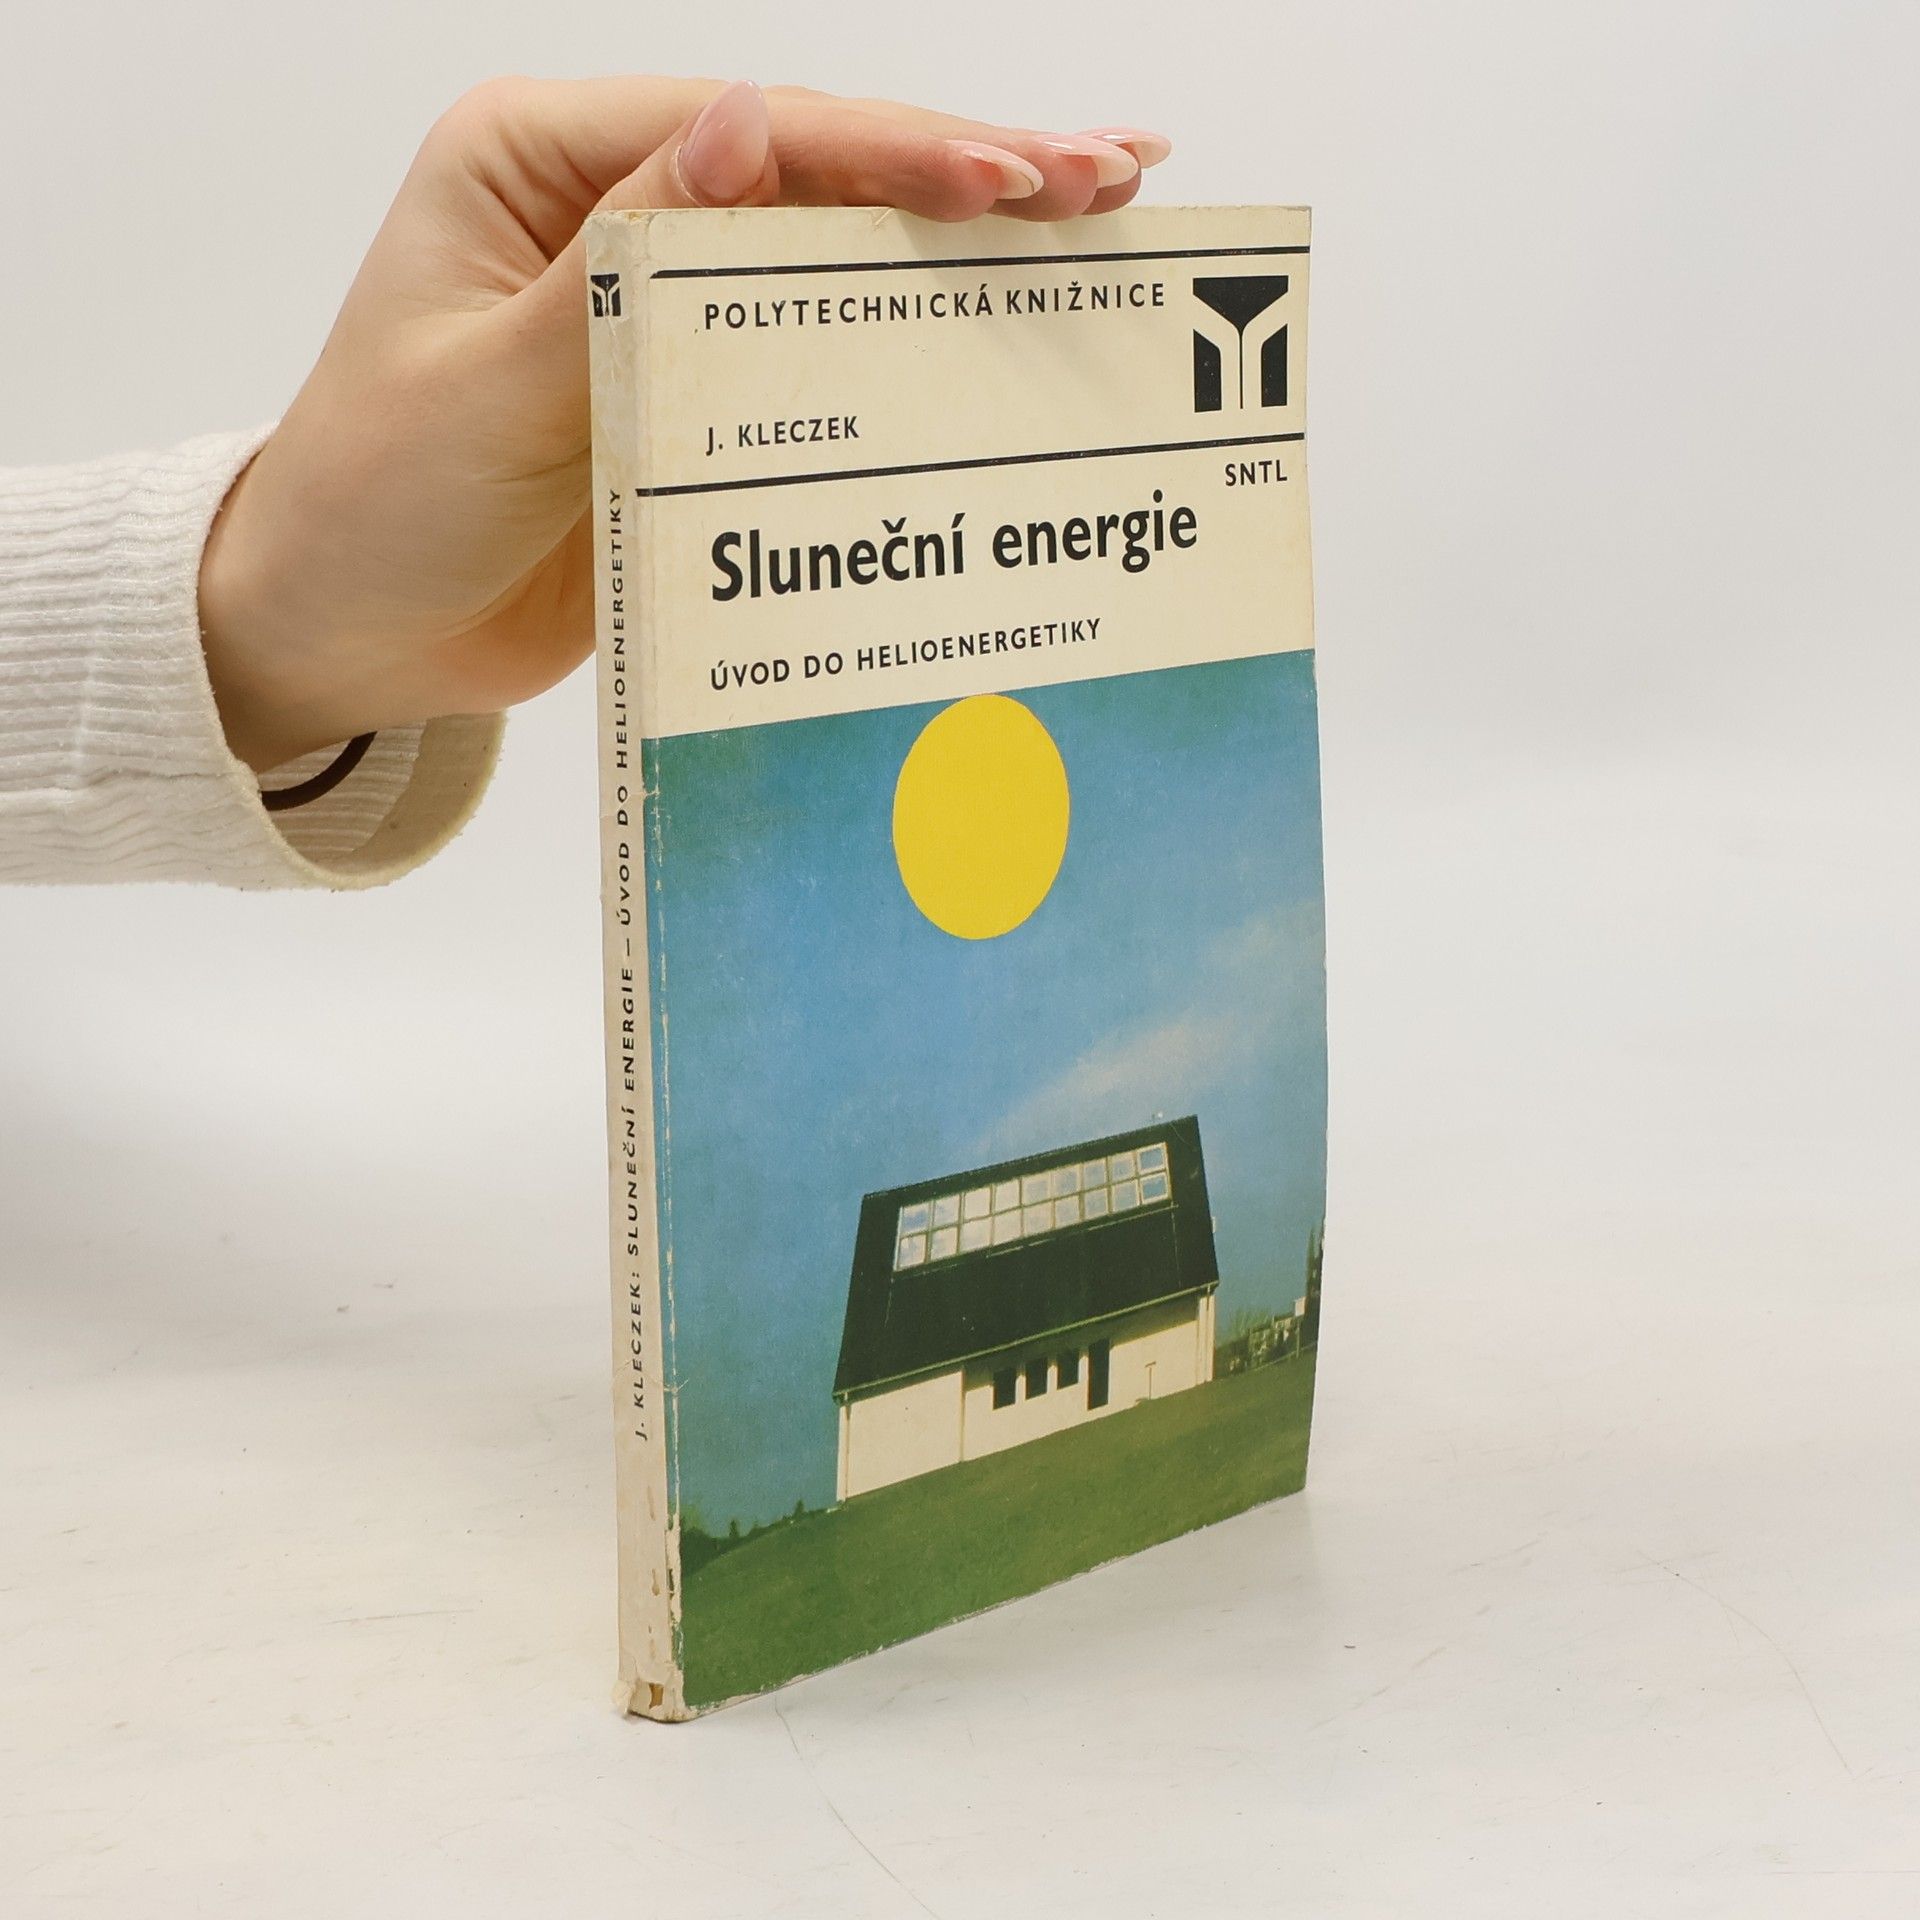 POLYTECHNICKÁ KNIŽNICE
J. KLECZEK
SNTL
Sluneční energie
ÚVOD DO HELIOENERGETIKY
J. KLECZEK: SLUNEČNÍ ENERGIE — ÚVOD DO HELIOENERGETIKY